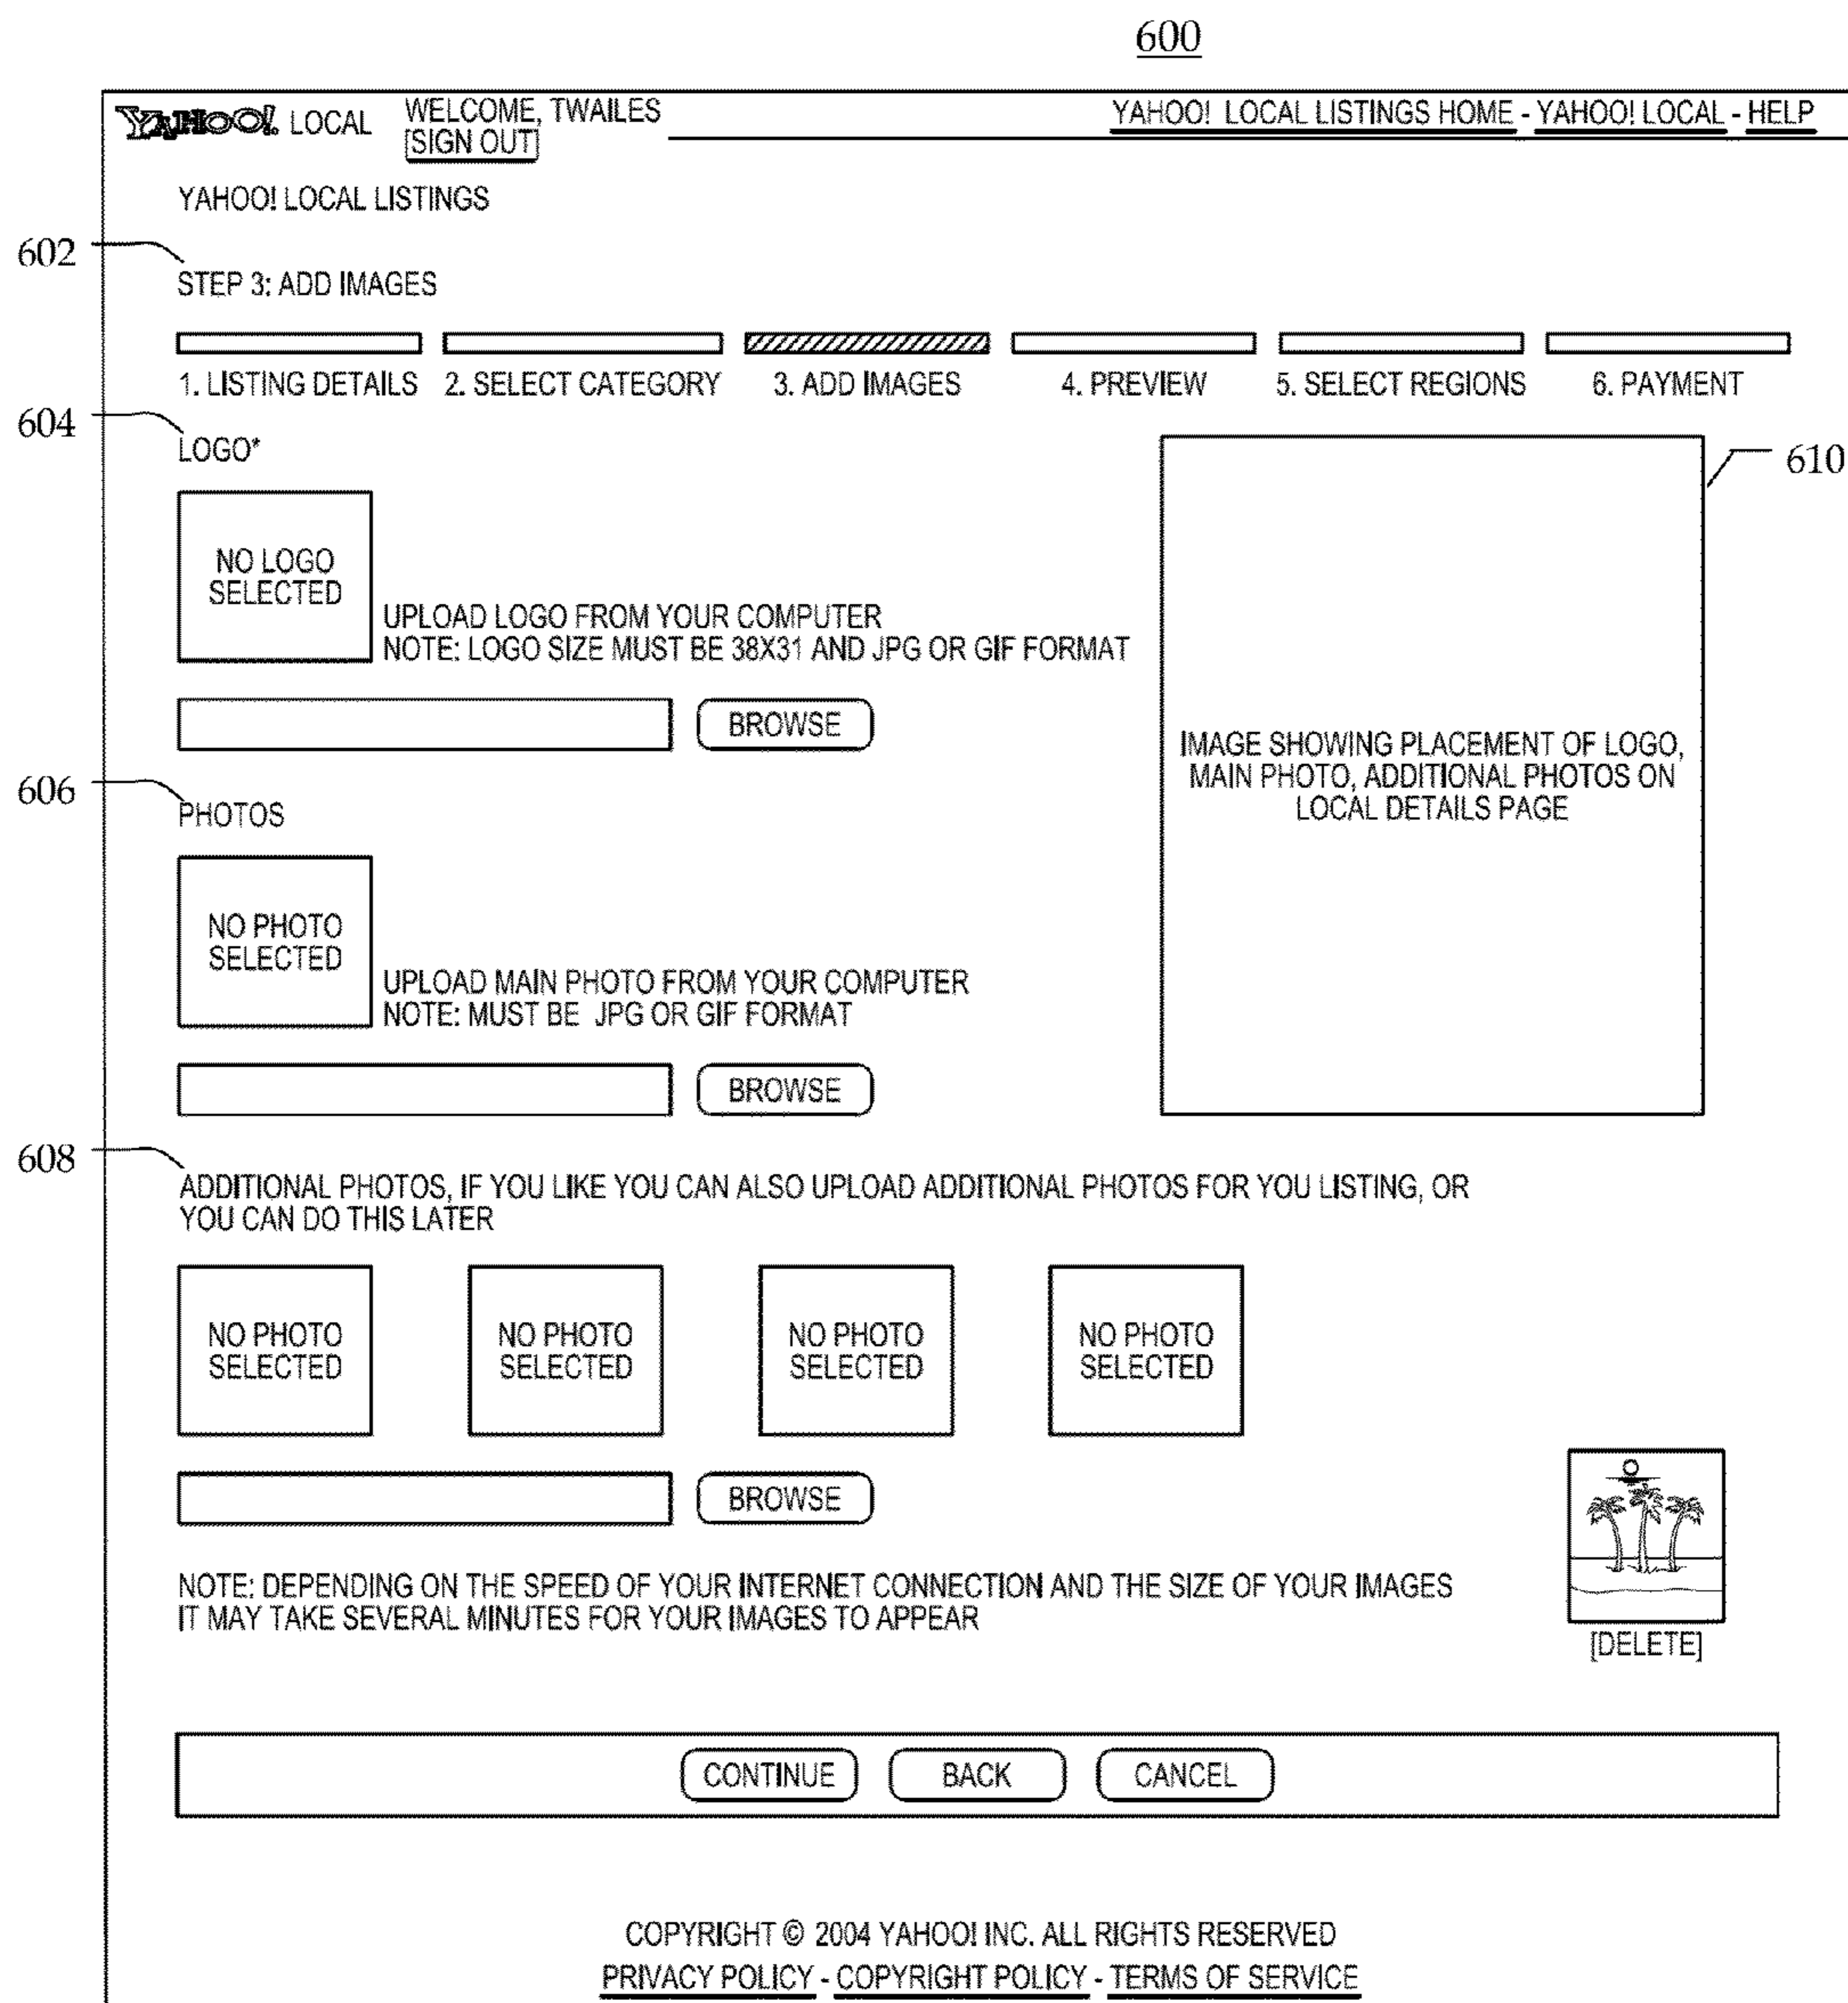 600
YAHOO! LOCAL
WELCOME, TWAILES
[SIGN OUT]
YAHOO! LOCAL LISTINGS HOME - YAHOO! LOCAL - HELP
YAHOO! LOCAL LISTINGS
602
STEP 3: ADD IMAGES
1. LISTING DETAILS
2. SELECT CATEGORY
3. ADD IMAGES
4. PREVIEW
5. SELECT REGIONS
6. PAYMENT
604
LOGO*
610
NO LOGO
SELECTED
UPLOAD LOGO FROM YOUR COMPUTER
NOTE: LOGO SIZE MUST BE 38X31 AND JPG OR GIF FORMAT
BROWSE
IMAGE SHOWING PLACEMENT OF LOGO,
MAIN PHOTO, ADDITIONAL PHOTOS ON
LOCAL DETAILS PAGE
606
PHOTOS
NO PHOTO
SELECTED
UPLOAD MAIN PHOTO FROM YOUR COMPUTER
NOTE: MUST BE JPG OR GIF FORMAT
BROWSE
608
ADDITIONAL PHOTOS, IF YOU LIKE YOU CAN ALSO UPLOAD ADDITIONAL PHOTOS FOR YOU LISTING, OR
YOU CAN DO THIS LATER
NO PHOTO
SELECTED
NO PHOTO
SELECTED
NO PHOTO
SELECTED
NO PHOTO
SELECTED
BROWSE
NOTE: DEPENDING ON THE SPEED OF YOUR INTERNET CONNECTION AND THE SIZE OF YOUR IMAGES
IT MAY TAKE SEVERAL MINUTES FOR YOUR IMAGES TO APPEAR
[DELETE]
CONTINUE
BACK
CANCEL
COPYRIGHT © 2004 YAHOO! INC. ALL RIGHTS RESERVED
PRIVACY POLICY - COPYRIGHT POLICY - TERMS OF SERVICE